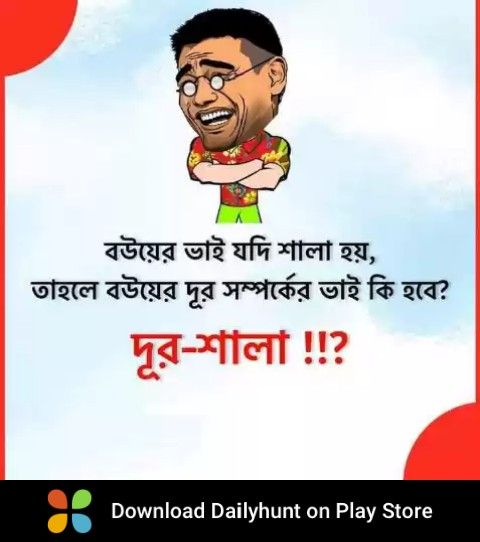 বউয়ের ভাই যদি শালা হয়,
তাহলে বউয়ের দূর সম্পর্কের ভাই কি হবে?
দূর-শালা !!?
Download Dailyhunt on Play Store